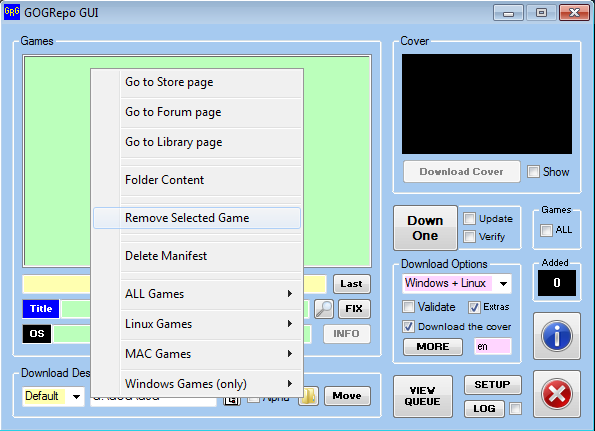 GOGRepo GUI
Games
Go to Store page
Go to Forum page
Go to Library page
Folder Content
Remove Selected Game
Delete Manifest
ALL Games
Linux Games
MAC Games
Windows Games (only)
Last
Title
FIX
OS
INFO
Download Des
Default
Move
Cover
Download Cover
Show
Down
One
Update
Verify
Games
ALL
Download Options
Windows + Linux
Validate
Extras
Download the cover
MORE
en
Added
0
VIEW
QUEUE
SETUP
LOG